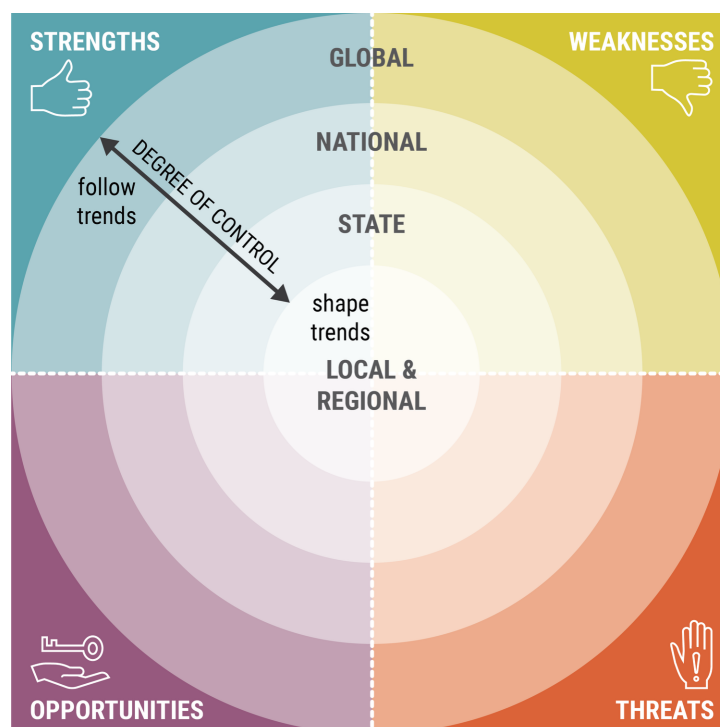 STRENGTHS
GLOBAL
WEAKNESSES
NATIONAL
DEGREE OF CONTROL
follow
trends
STATE
shape
trends
LOCAL &
REGIONAL
!
OPPORTUNITIES
THREATS